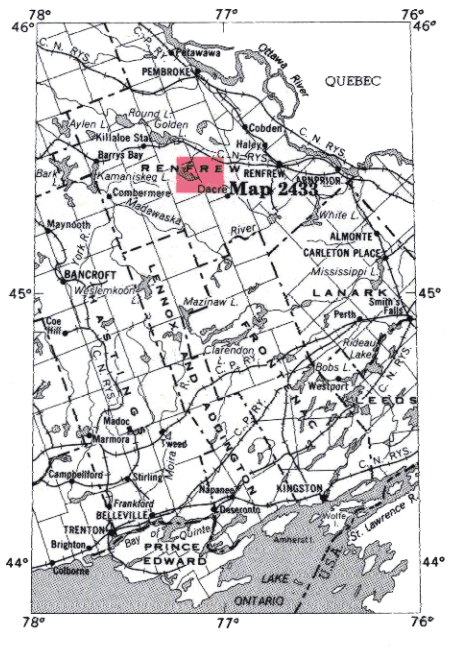 78°
77°
76°
46°
46°
C. N. RYS.
C. P. RY.
Petawawa
PEMBROKE
Ottawa River
QUEBEC
Round L.
Golden
Aylen L.
Killaloe Sta.
Cobden
C. N. RYS.
Haley
Barrys Bay
C. N. RYS.
RENFREW
Bark L.
Kamaniskeg L.
RENFREW
ARNPRIOR
Combermere
Dacre
Map 2433
Madawaska
River
White L.
Maynooth
York R.
ALMONTE
CARLETON PLACE
BANCROFT
Mississippi L.
45°
Weslemkoon L.
Mazinaw L.
LANARK
45°
Smith's Falls
Coe Hill
HASTINGS
LENNOX AND ADDINGTON
FRONTENAC
Perth
C. N. RYS.
Clarendon
C. P. RY.
Rideau Lake
Bobs L.
Westport
C. N. RYS.
LEEDS
Madoc
Marmora
Tweed
Moira R.
C. P. RY.
C. N. RYS.
Campbellford
Stirling
Napanee
KINGSTON
Frankford
BELLEVILLE
Deseronto
Wolfe I.
St. Lawrence R.
TRENTON
Bay of Quinte
Amherst I.
Brighton
PRINCE EDWARD
U.S.A.
44°
Colborne
44°
LAKE
ONTARIO
78°
77°
76°